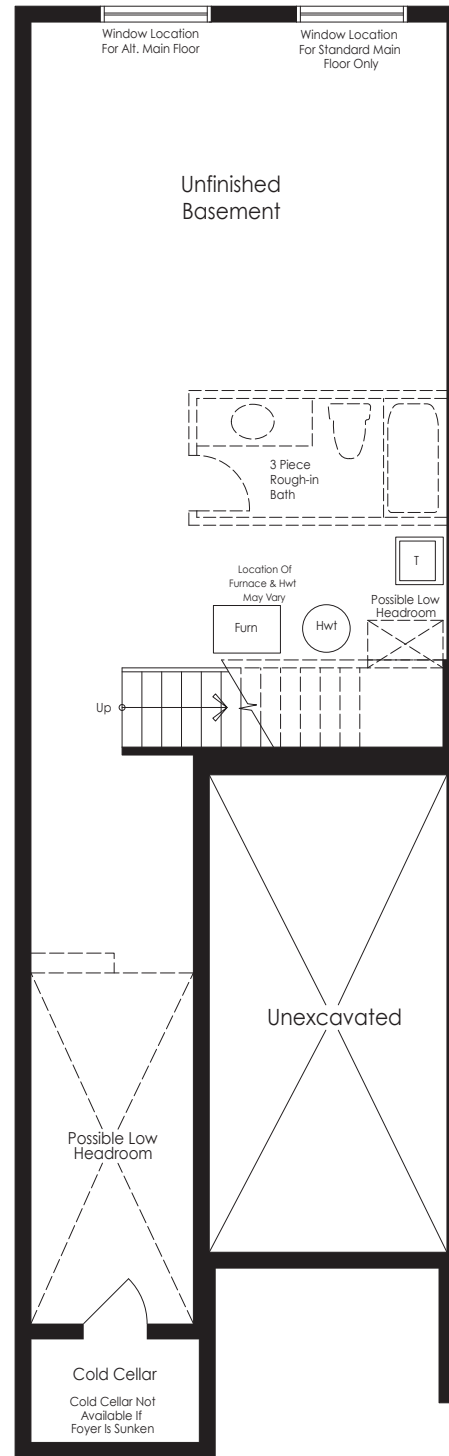 Window Location
For Alt. Main Floor
Window Location
For Standard Main
Floor Only
Unfinished
Basement
3 Piece
Rough-in
Bath
T
Location Of
Furnace & Hwt
May Vary
Possible Low
Headroom
Furn
Hwt
Up
Unexcavated
Possible Low
Headroom
Cold Cellar
Cold Cellar Not
Available If
Foyer Is Sunken